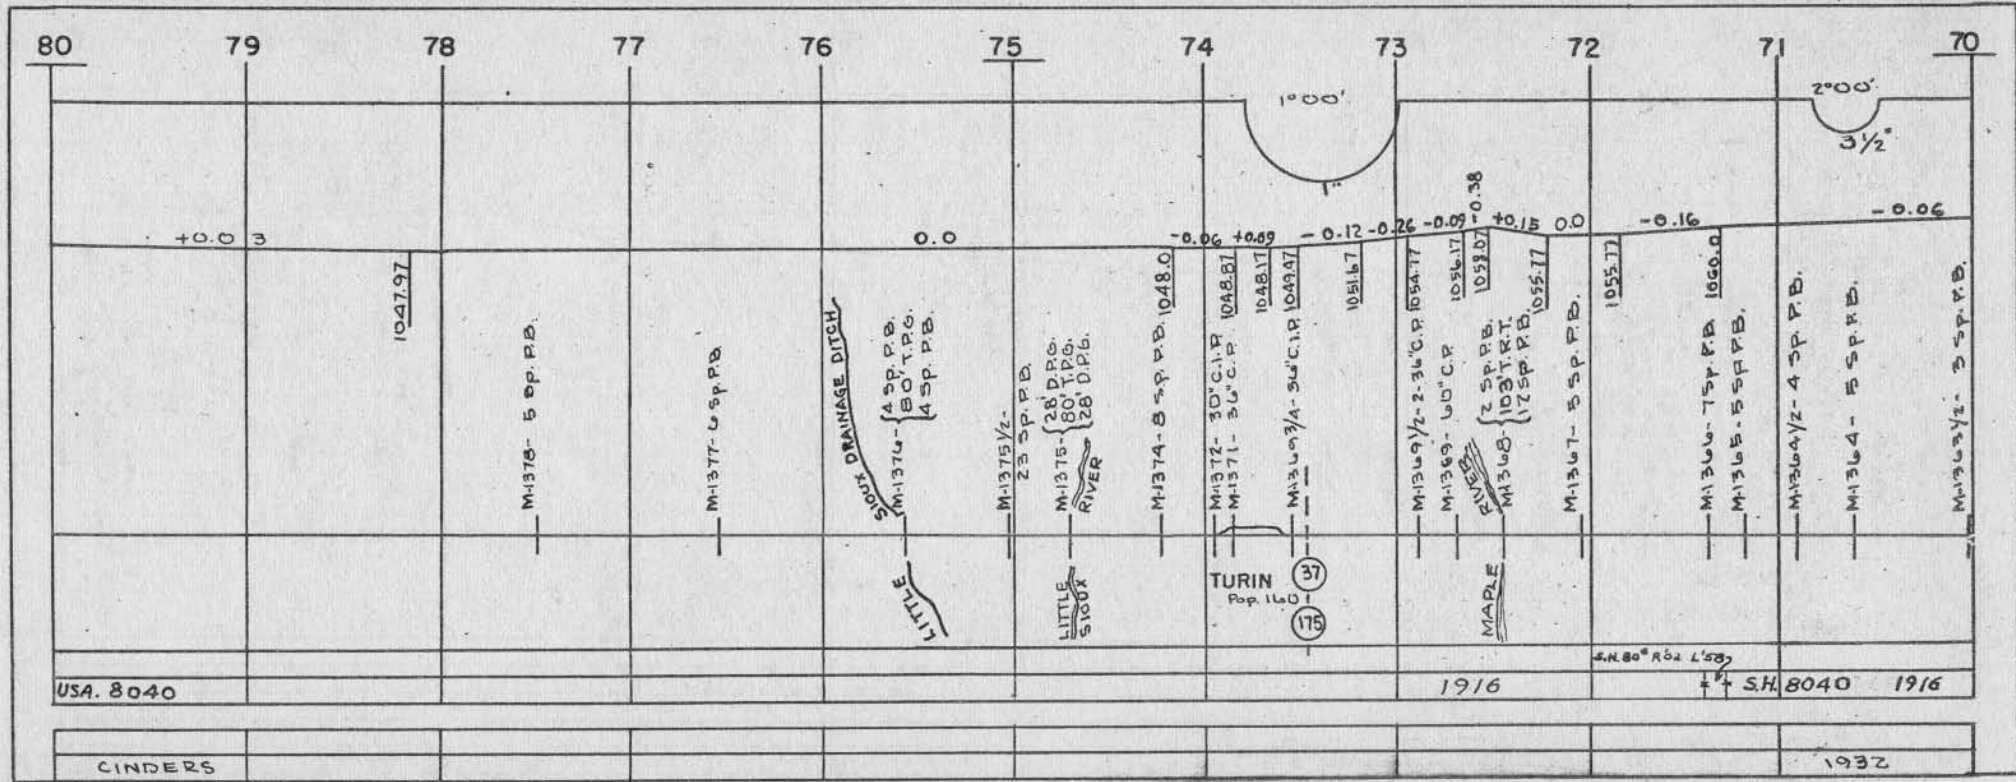 80 79 78 77 76 75 74 73 72 71 70
1°00'
2°00'
1"
3½"
+0.03
0.0
-0.06
+0.09
-0.12
-0.26
-0.09
-0.38
+0.15
0.0
-0.16
-0.06
1047.97
1048.0
1048.87
1048.17
1049.47
1051.67
1054.77
1056.17
1058.07
1055.77
1055.77
1060.0
M-1378- 5 Sp. P.B.
M-1377- 6 Sp. P.B.
SIOUX DRAINAGE DITCH
LITTLE
M-1376-
4 Sp. P.B.
80' T.P.G.
4 Sp. P.B.
M-1375½-
23 Sp. P.B.
M-1375-
28' D.P.G.
80' T.P.G.
28' D.P.G.
RIVER
LITTLE
SIOUX
M-1374- 8 Sp. P.B.
M-1372- 30" C.I.P.
M-1371- 36" C.P.
M-1369¾- 36" C.I.P.
TURIN
Pop. 160
37
175
M-1369½- 2-36" C.P.
M-1369- 60" C.P.
RIVER
MAPLE
M-1368-
2 Sp. P.B.
103' T.R.T.
17 Sp. P.B.
M-1367- 5 Sp. P.B.
M-1366- 7 Sp. P.B.
M-1365- 5 Sp. P.B.
M-1364½- 4 Sp. P.B.
M-1364- 5 Sp. P.B.
M-1363½- 3 Sp. P.B.
S.H. 80# R'02 L'58
USA. 8040
1916
S.H. 8040
1916
CINDERS
1932